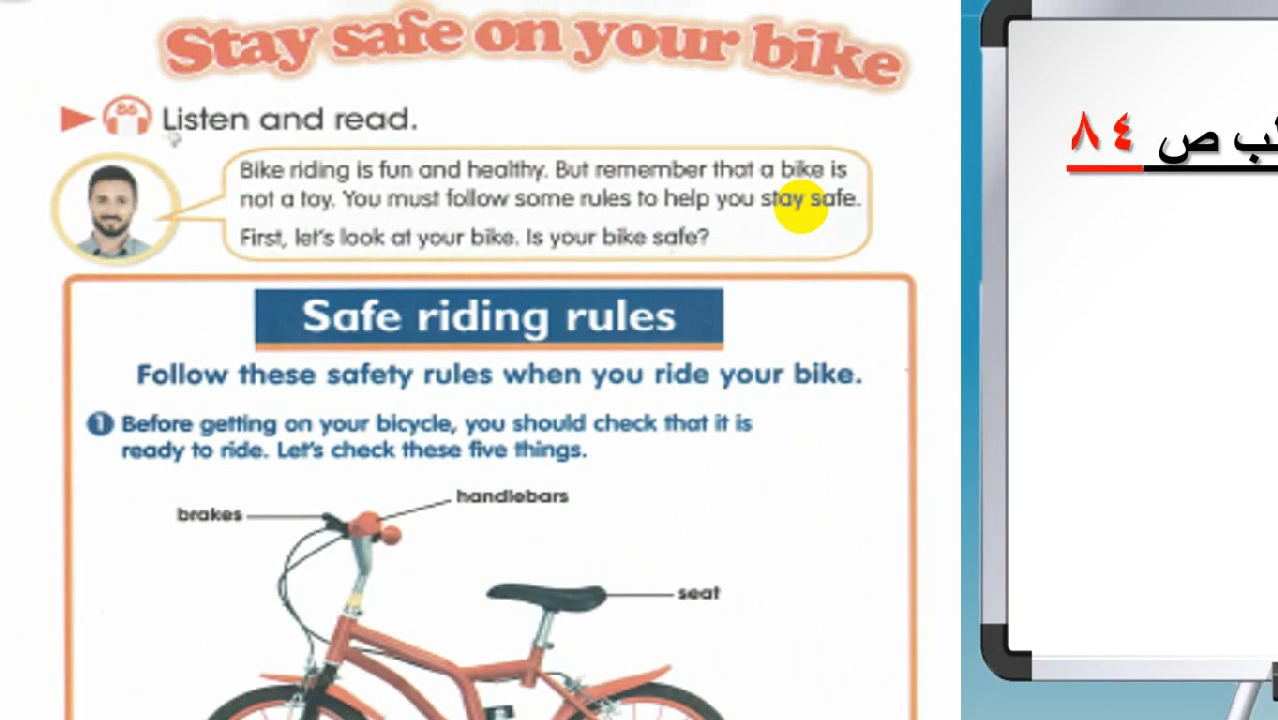 Stay safe on your bike
86
Listen and read.
Bike riding is fun and healthy. But remember that a bike is
not a toy. You must follow some rules to help you stay safe.
First, let's look at your bike. Is your bike safe?
Safe riding rules
Follow these safety rules when you ride your bike.
1 Before getting on your bicycle, you should check that it is
ready to ride. Let's check these five things.
handlebars
brakes
seat
ص ٨٤